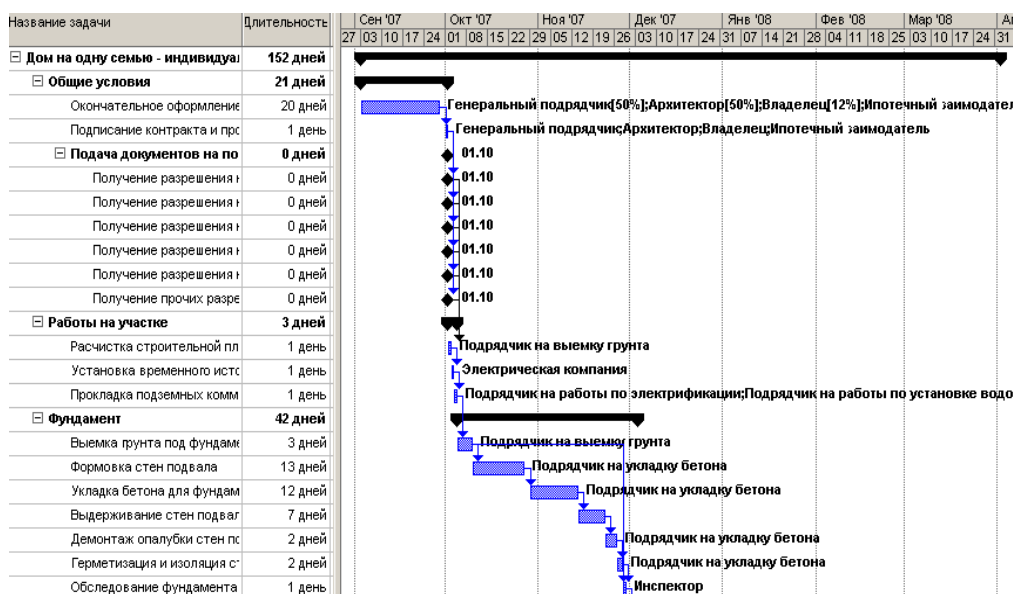 Название задачи Длительность Сен '07 Окт '07 Ноя '07 Дек '07 Янв '08 Фев '08 Мар '08
27 03 10 17 24 01 08 15 22 29 05 12 19 26 03 10 17 24 31 07 14 21 28 04 11 18 25 03 10 17 24 31
Дом на одну семью - 152 дней
Общие условия 21 дней
Окончательное оформление 20 дней Генеральный подрядчик[50%];Архитектор[50%];Владелец[12%];Ипотечный
Подписание контракта и 1 день Генеральный подрядчик;Архитектор;Владелец;Ипотечный заимодатель
Подача документов на по 0 дней 01.10
Получение разрешения 0 дней 01.10
Получение разрешения 0 дней 01.10
Получение разрешения 0 дней 01.10
Получение разрешения 0 дней 01.10
Получение разрешения 0 дней 01.10
Получение прочих разре 0 дней 01.10
Работы на участке 3 дней
Расчистка строительной пл 1 день Подрядчик на выемку грунта
Установка временного 1 день Электрическая компания
Прокладка подземных комм 1 день Подрядчик на работы по электрификации;Подрядчик на работы по установке водо
Фундамент 42 дней
Выемка грунта под фундаме 3 дней Подрядчик на выемку грунта
Формовка стен подвала 13 дней Подрядчик на укладку бетона
Укладка бетона для фундам 12 дней Подрядчик на укладку бетона
Выдерживание стен подвал 7 дней
Демонтаж опалубки стен 2 дней Подрядчик на укладку бетона
Герметизация и изоляция 2 дней Подрядчик на укладку бетона
Обследование фундамента 1 день Инспектор